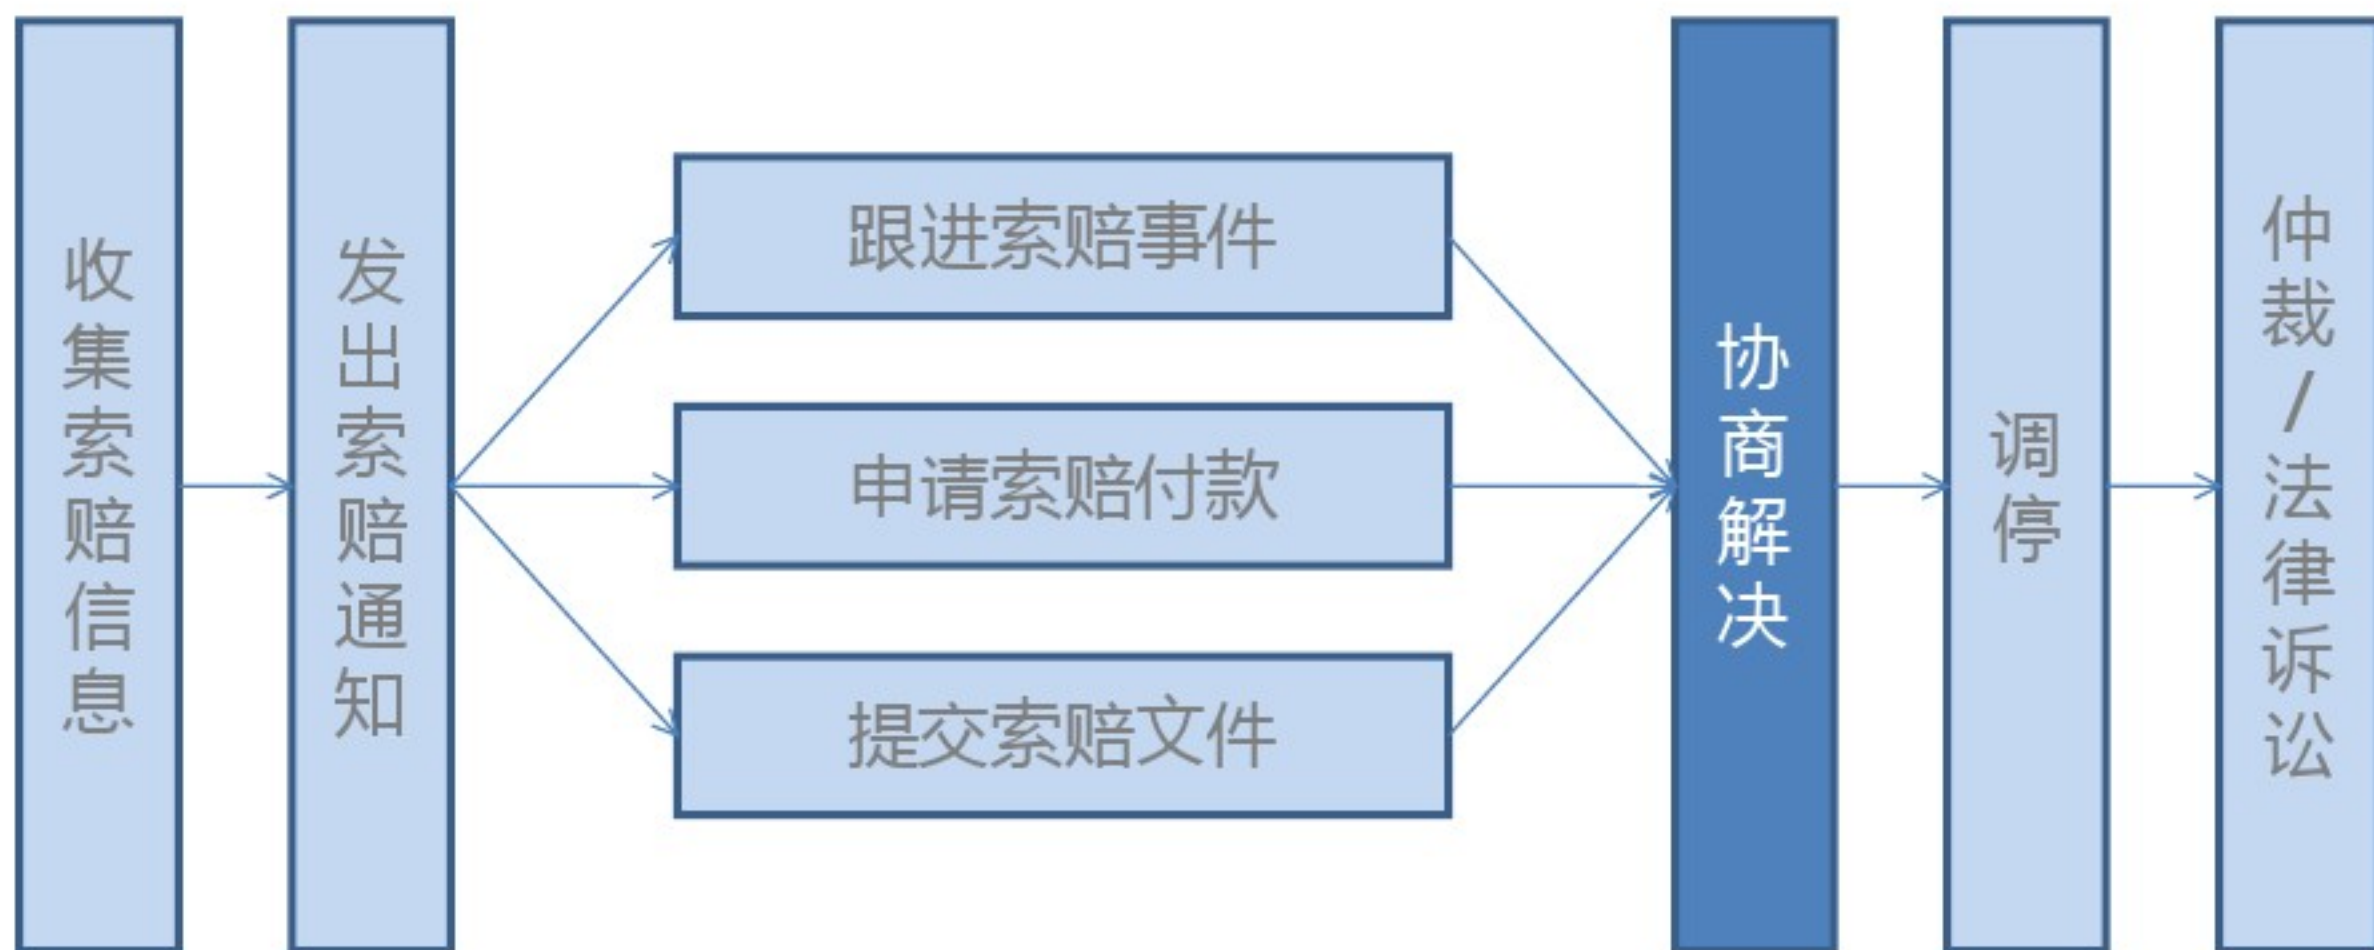 收集索赔信息
发出索赔通知
跟进索赔事件
申请索赔付款
提交索赔文件
协商解决
调停
仲裁/法律诉讼